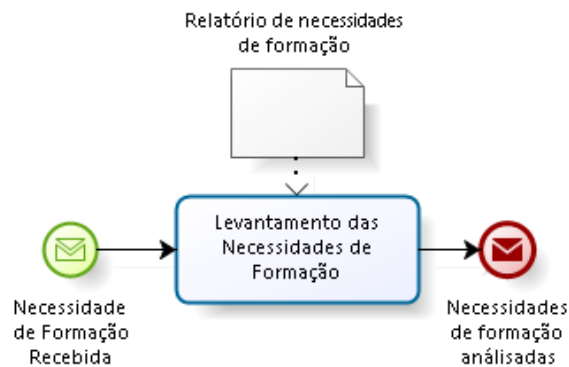 Relatório de necessidades
de formação
Levantamento das
Necessidades de
Formação
Necessidade
de Formação
Recebida
Necessidades
de formação
análisadas